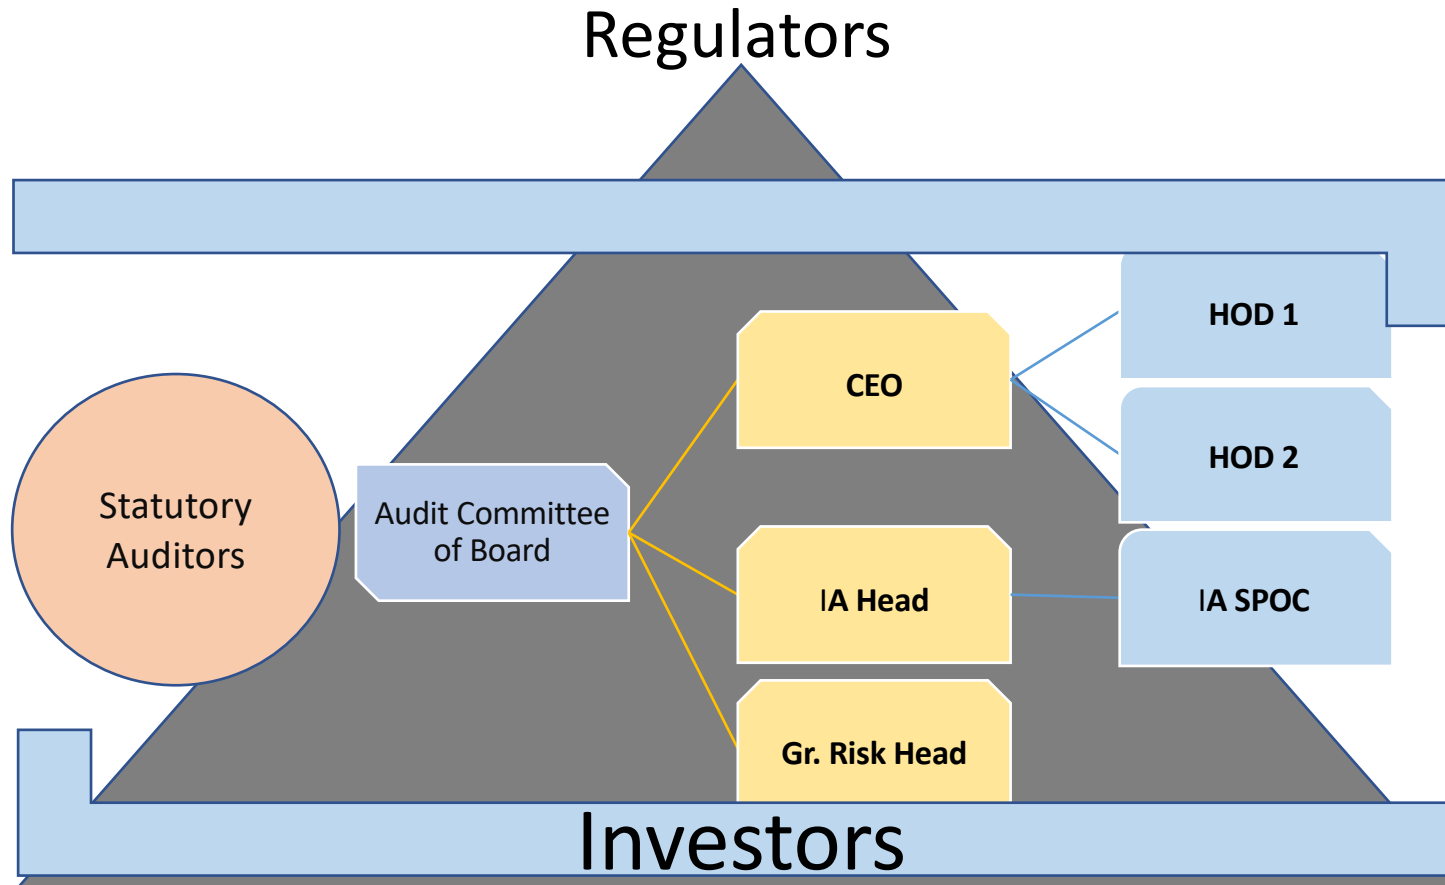 Regulators
HOD 1
CEO
HOD 2
Statutory
Auditors
Audit Committee
of Board
IA Head
IA SPOC
Gr. Risk Head
Investors